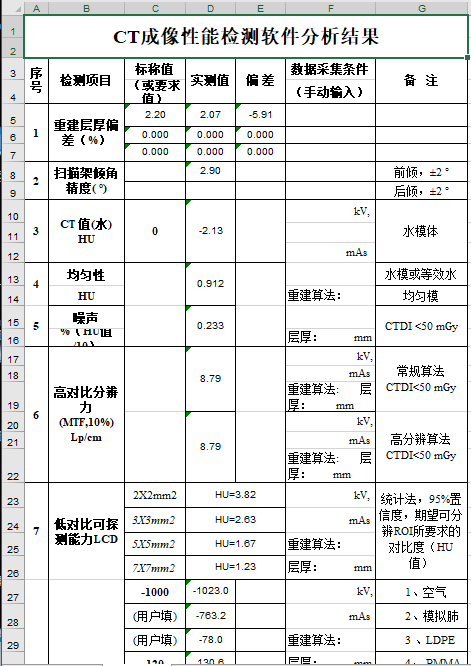 A B C D E F G
1 CT成像性能检测软件分析结果
2
3 序号 检测项目 标称值（或要求值） 实测值 偏 差 数据采集条件 备 注
4 （手动输入）
5 1 重建层厚偏差（%） 2.20 2.07 -5.91
6 0.000 0.000 0.000
7 0.000 0.000 0.000
8 2 扫描架倾角精度(°) 2.90 前倾，±2 °
9 后倾，±2 °
10 kV,
11 3 CT 值(水) HU 0 -2.13 水模体
12 mAs
13 4 均匀性 0.912 水模或等效水
14 HU 重建算法： 均匀模
15 5 噪声 0.233 CTDI <50 mGy
16 %（HU值 层厚： mm
17 kV,
18 mAs 常规算法
19 8.79 重建算法： 层厚： mm CTDI<50 mGy
6 高对比分辨力 (MTF,10%) Lp/cm
20 kV,
21 mAs 高分辨算法
22 8.79 重建算法： 层厚： mm CTDI<50 mGy
23 2X2mm2 HU=3.82 kV,
24 3X3mm2 HU=2.63 mAs
7 低对比可探测能力LCD 统计法，95%置信度，期望可分辨ROI所要求的对比度（HU值）
25 5X5mm2 HU=1.67 重建算法：
26 7X7mm2 HU=1.23 层厚： mm
27 -1000 -1023.0 kV, 1、空气
28 (用户填) -763.2 mAs 2、模拟肺
29 (用户填) -78.0 重建算法： 3 、LDPE
120 130.6 层厚： mm 4、 PMMA